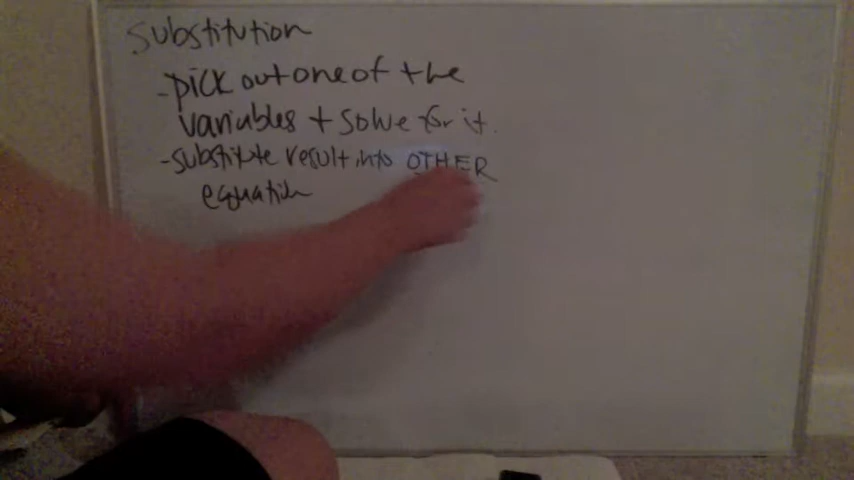 Substitution
-pick out one of the
variables + solve for it.
-substitute result into OTHER
equation